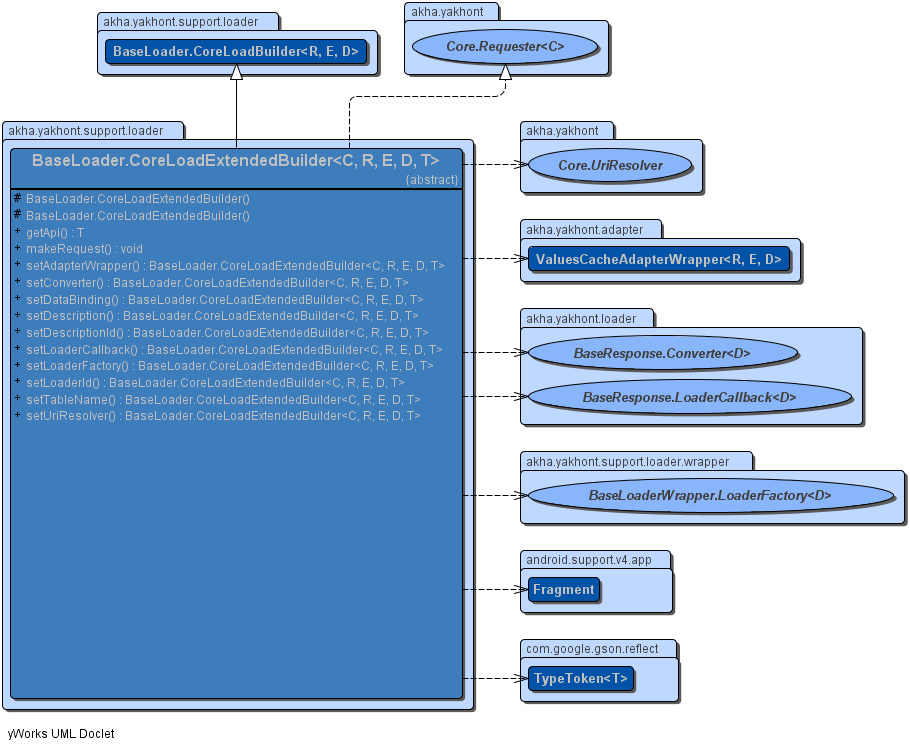 akha.yakhont.support.loader
BaseLoader.CoreLoadBuilder<R, E, D>
akha.yakhont
Core.Requester<C>
akha.yakhont.support.loader
BaseLoader.CoreLoadExtendedBuilder<C, R, E, D, T>
{abstract}
# BaseLoader.CoreLoadExtendedBuilder()
# BaseLoader.CoreLoadExtendedBuilder()
+ getApi() : T
+ makeRequest() : void
+ setAdapterWrapper() : BaseLoader.CoreLoadExtendedBuilder<C, R, E, D, T>
+ setConverter() : BaseLoader.CoreLoadExtendedBuilder<C, R, E, D, T>
+ setDataBinding() : BaseLoader.CoreLoadExtendedBuilder<C, R, E, D, T>
+ setDescription() : BaseLoader.CoreLoadExtendedBuilder<C, R, E, D, T>
+ setDescriptionId() : BaseLoader.CoreLoadExtendedBuilder<C, R, E, D, T>
+ setLoaderCallback() : BaseLoader.CoreLoadExtendedBuilder<C, R, E, D, T>
+ setLoaderFactory() : BaseLoader.CoreLoadExtendedBuilder<C, R, E, D, T>
+ setLoaderId() : BaseLoader.CoreLoadExtendedBuilder<C, R, E, D, T>
+ setTableName() : BaseLoader.CoreLoadExtendedBuilder<C, R, E, D, T>
+ setUriResolver() : BaseLoader.CoreLoadExtendedBuilder<C, R, E, D, T>
akha.yakhont
Core.UriResolver
akha.yakhont.adapter
ValuesCacheAdapterWrapper<R, E, D>
akha.yakhont.loader
BaseResponse.Converter<D>
BaseResponse.LoaderCallback<D>
akha.yakhont.support.loader.wrapper
BaseLoaderWrapper.LoaderFactory<D>
android.support.v4.app
Fragment
com.google.gson.reflect
TypeToken<T>
yWorks UML Doclet